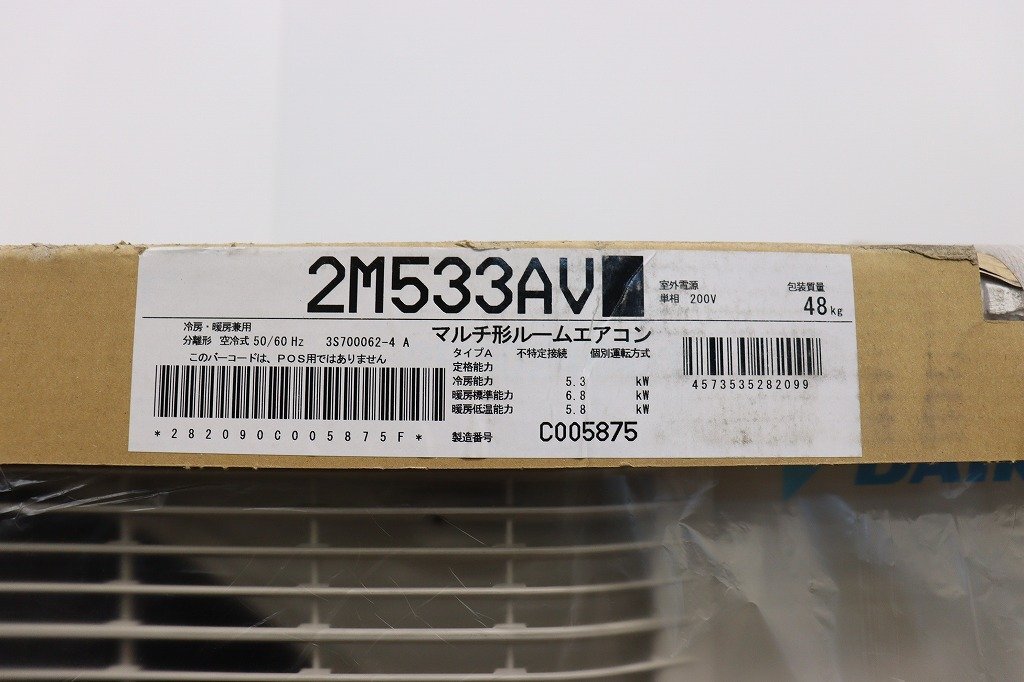 2M533AV
室外電源
単相 200V
包装質量
48kg
冷房・暖房兼用
分離形 空冷式 50/60Hz 3S700062-4 A
このバーコードは、POS用ではありません
*282090C005875F*
マルチ形ルームエアコン
タイプA 不特定接続 個別運転方式
定格能力
冷房能力 5.3 kW
暖房標準能力 6.8 kW
暖房低温能力 5.8 kW
製造番号 C005875
4573535282099